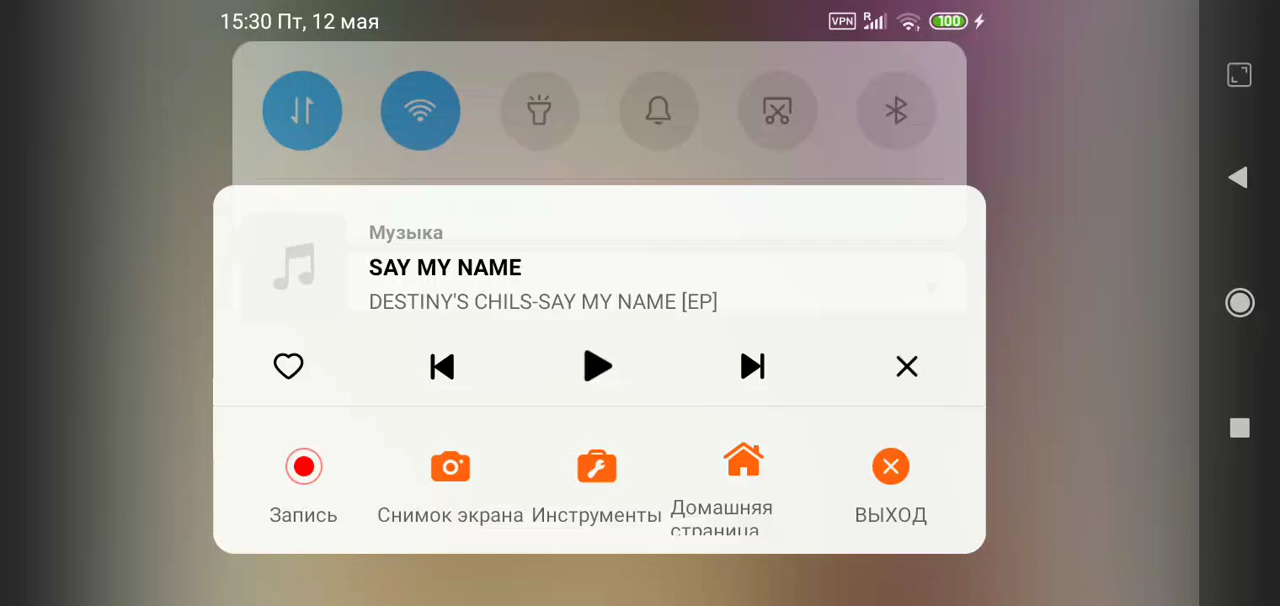 15:30 Пт, 12 мая
VPN R 100
Музыка
SAY MY NAME
DESTINY'S CHILS-SAY MY NAME [EP]
Запись
Снимок экрана
Инструменты
Домашняя
страница
ВЫХОД